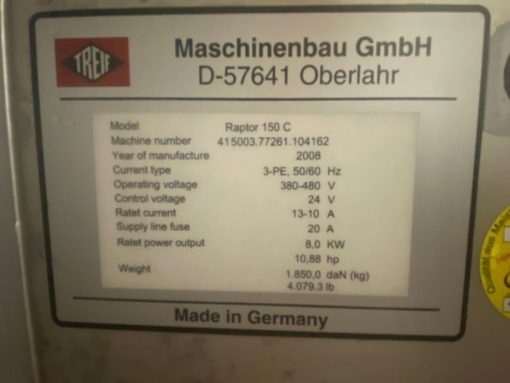 TREIF
Maschinenbau GmbH
D-57641 Oberlahr
Model Raptor 150 C
Machine number 415003.77261.104162
Year of manufacture 2008
Current type 3-PE, 50/60 Hz
Operating voltage 380-480 V
Control voltage 24 V
Ratet current 13-10 A
Supply line fuse 20 A
Ratet power output 8,0 KW
10,88 hp
Weight 1.850,0 daN (kg)
4.079,3 lb
Made in Germany
Qualität aus